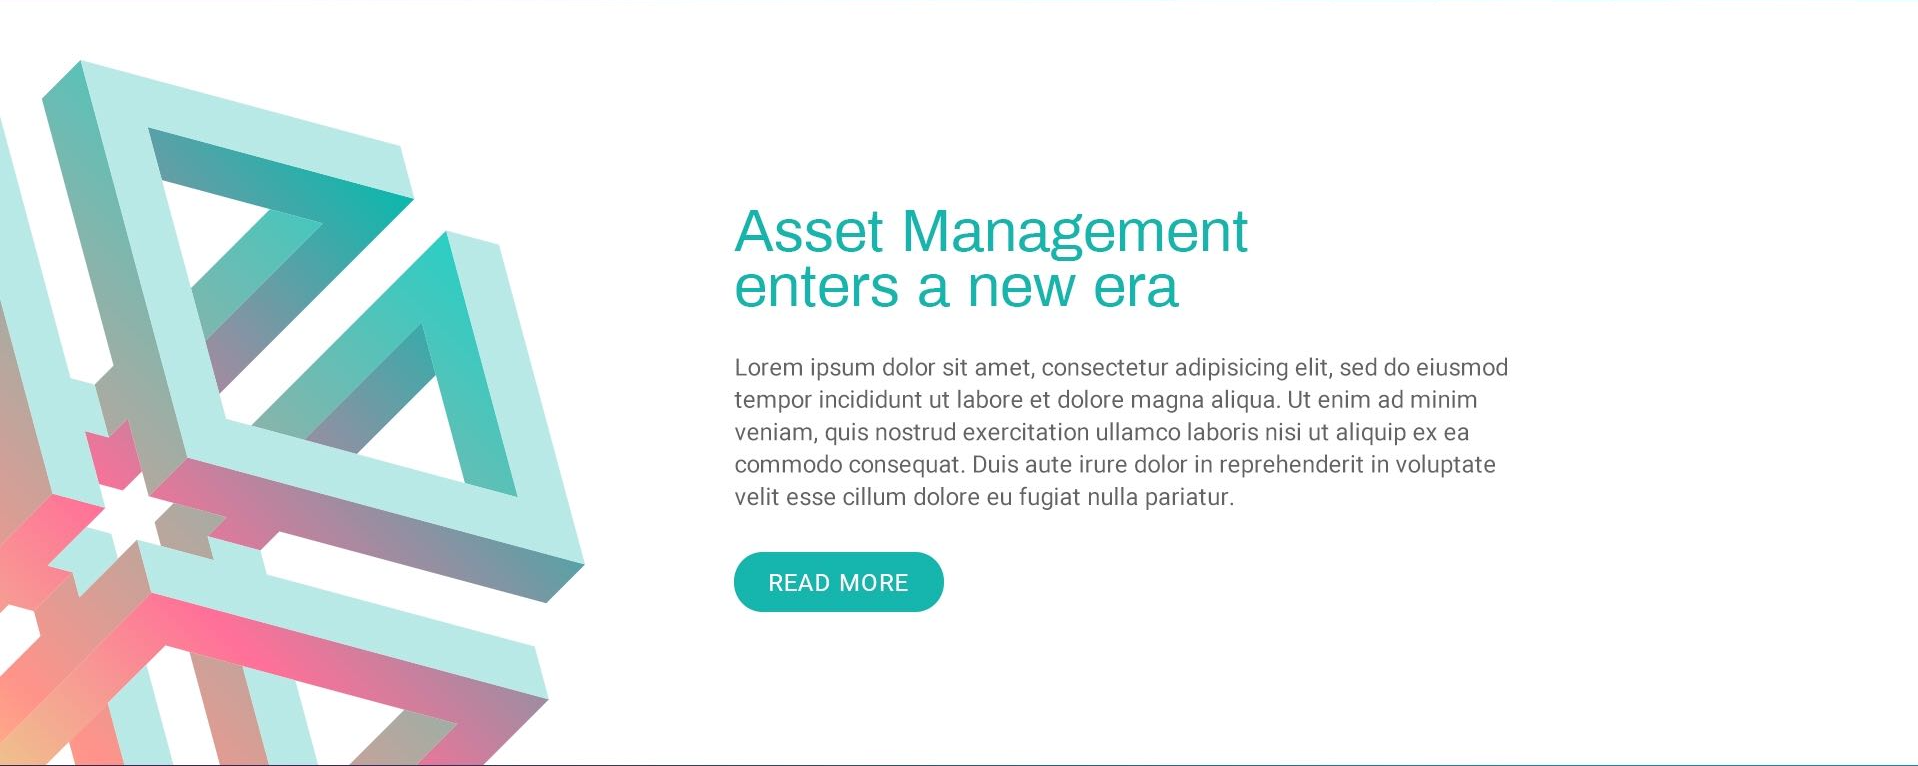 Asset Management
enters a new era
Lorem ipsum dolor sit amet, consectetur adipisicing elit, sed do eiusmod
tempor incididunt ut labore et dolore magna aliqua. Ut enim ad minim
veniam, quis nostrud exercitation ullamco laboris nisi ut aliquip ex ea
commodo consequat. Duis aute irure dolor in reprehenderit in voluptate
velit esse cillum dolore eu fugiat nulla pariatur.
READ MORE